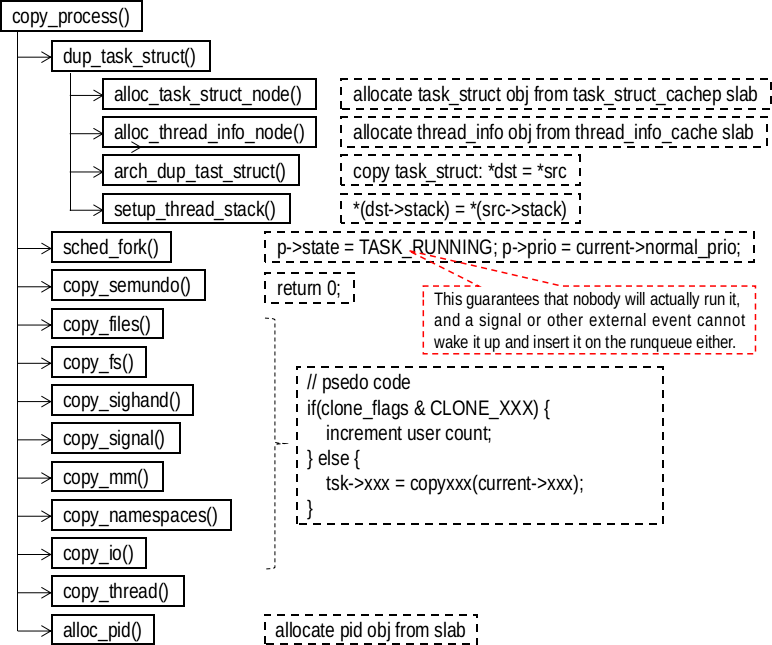 copy_process()
dup_task_struct()
alloc_task_struct_node()
allocate task_struct obj from task_struct_cachep slab
alloc_thread_info_node()
allocate thread_info obj from thread_info_cache slab
arch_dup_tast_struct()
copy task_struct: *dst = *src
setup_thread_stack()
*(dst->stack) = *(src->stack)
sched_fork()
p->state = TASK_RUNNING; p->prio = current->normal_prio;
copy_semundo()
return 0;
This guarantees that nobody will actually run it,
and a signal or other external event cannot
wake it up and insert it on the runqueue either.
copy_files()
copy_fs()
copy_sighand()
copy_signal()
copy_mm()
copy_namespaces()
copy_io()
// psedo code
if(clone_flags & CLONE_XXX) {
increment user count;
} else {
tsk->xxx = copyxxx(current->xxx);
}
copy_thread()
alloc_pid()
allocate pid obj from slab